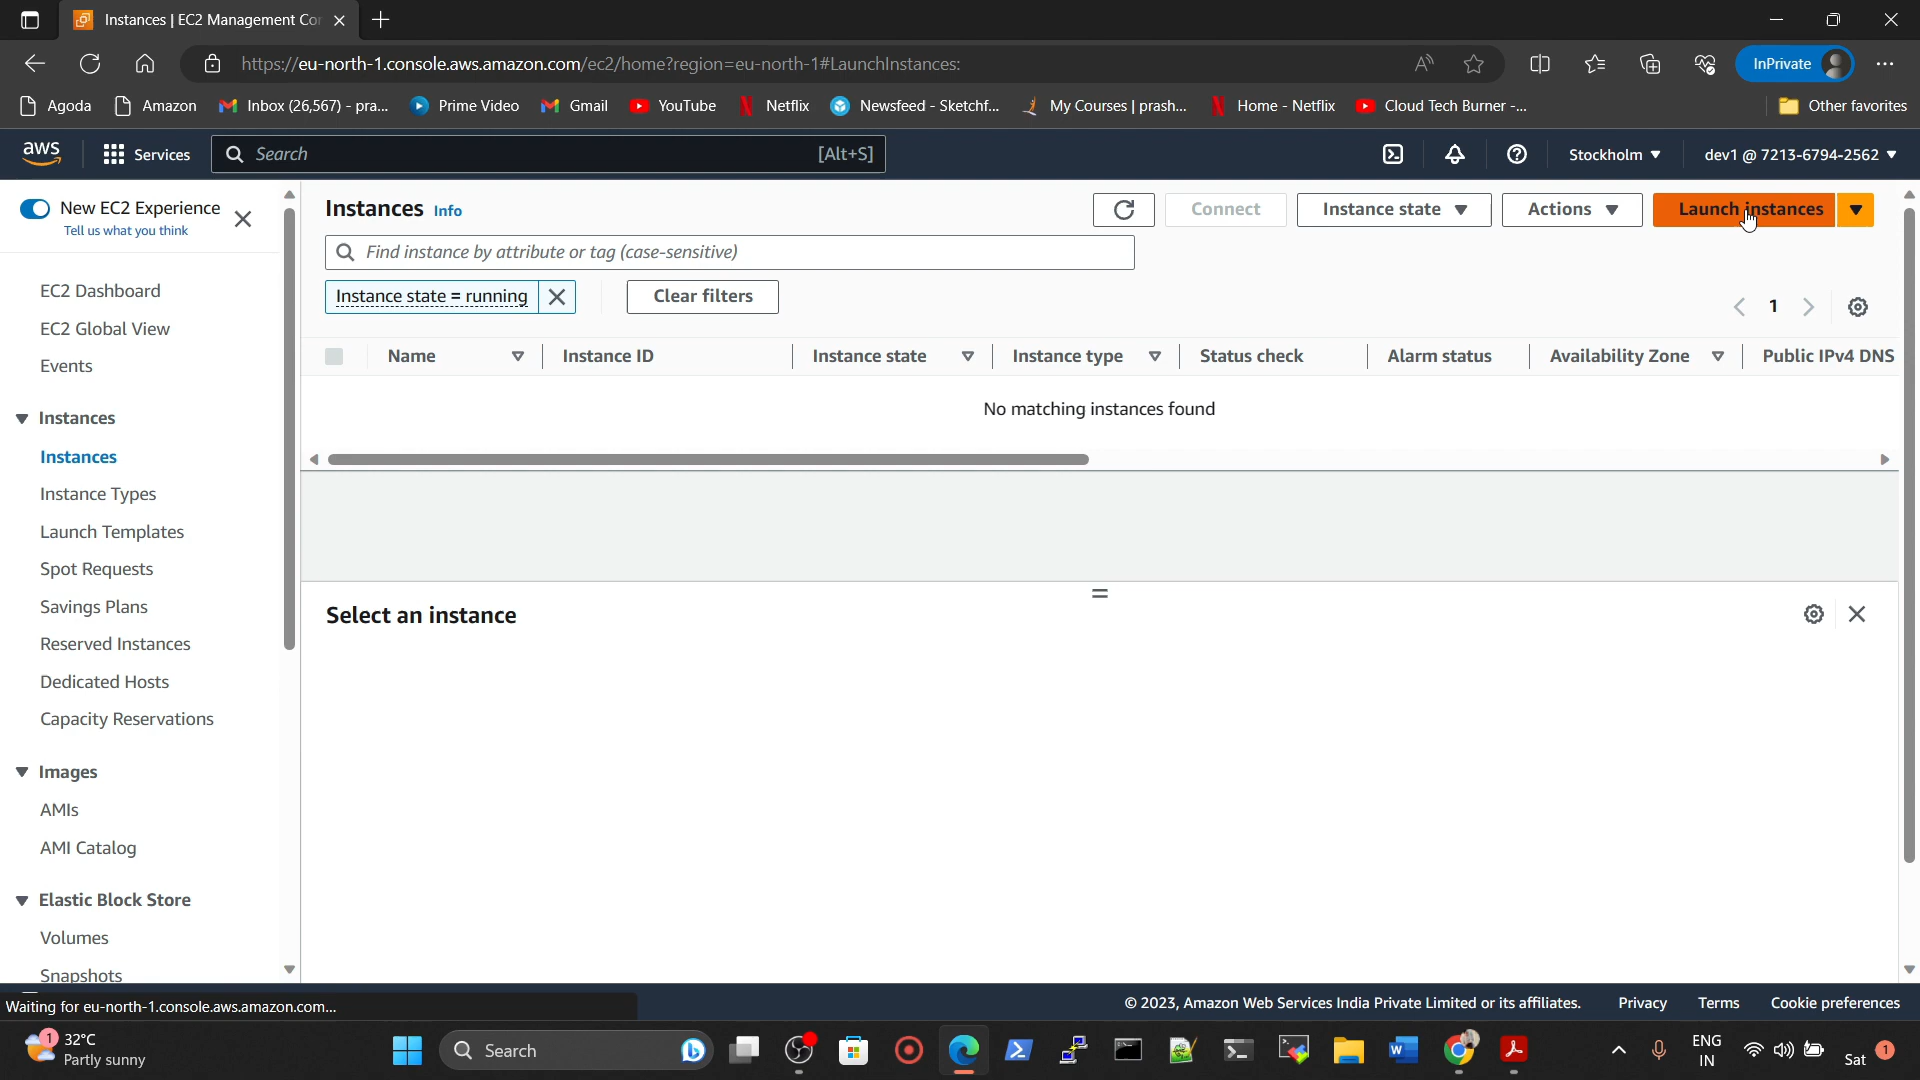 Instances | EC2 Management Co
https://eu-north-1.console.aws.amazon.com/ec2/home?region=eu-north-1#LaunchInstances:
InPrivate
Agoda
Amazon
Inbox (26,567) - pra...
Prime Video
Gmail
YouTube
Netflix
Newsfeed - Sketchf...
My Courses | prash...
Home - Netflix
Cloud Tech Burner -...
Other favorites
aws
Services
Search
[Alt+S]
Stockholm
dev1 @ 7213-6794-2562
New EC2 Experience
Tell us what you think
EC2 Dashboard
EC2 Global View
Events
Instances
Instances
Instance Types
Launch Templates
Spot Requests
Savings Plans
Reserved Instances
Dedicated Hosts
Capacity Reservations
Images
AMIs
AMI Catalog
Elastic Block Store
Volumes
Snapshots
Instances Info
Connect
Instance state
Actions
Launch instances
Find instance by attribute or tag (case-sensitive)
Instance state = running
Clear filters
1
Name
Instance ID
Instance state
Instance type
Status check
Alarm status
Availability Zone
Public IPv4 DNS
No matching instances found
Select an instance
Waiting for eu-north-1.console.aws.amazon.com...
© 2023, Amazon Web Services India Private Limited or its affiliates.
Privacy
Terms
Cookie preferences
1
32°C
Partly sunny
Search
ENG
IN
Sat
1